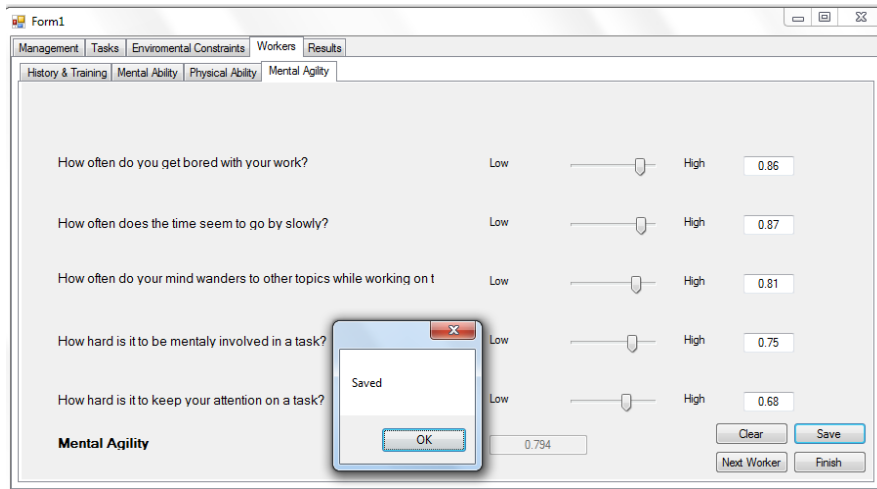 Form1
Management Tasks Enviromental Constraints Workers Results
History & Training Mental Ability Physical Ability Mental Agility
How often do you get bored with your work? Low High 0.86
How often does the time seem to go by slowly? Low High 0.87
How often do your mind wanders to other topics while working on t Low High 0.81
How hard is it to be mentaly involved in a task? Low High 0.75
Saved
How hard is it to keep your attention on a task? Low High 0.68
OK
Mental Agility 0.794 Clear Save
Next Worker Finish